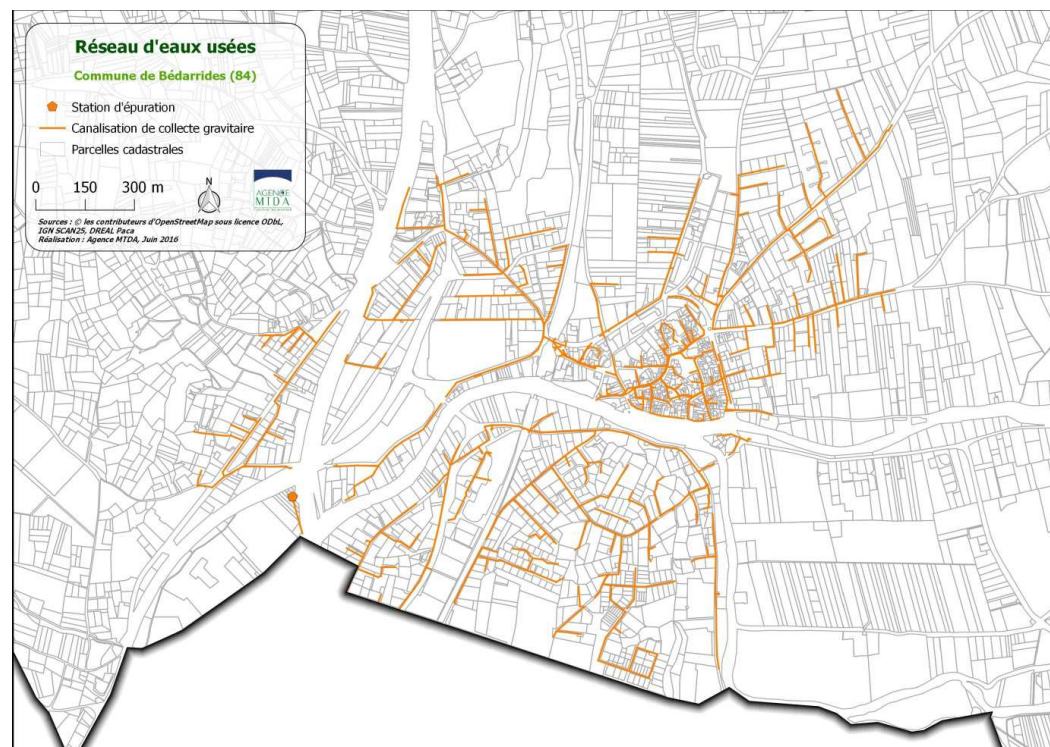 Réseau d'eaux usées
Commune de Bédarrides (84)
Station d'épuration
Canalisation de collecte gravitaire
Parcelles cadastrales
0 150 300 m
N
AGENCE
MTDA
Sources : © les contributeurs d'OpenStreetMap sous licence ODbL,
IGN SCAN25, DREAL Paca
Réalisation : Agence MTDA, Juin 2016